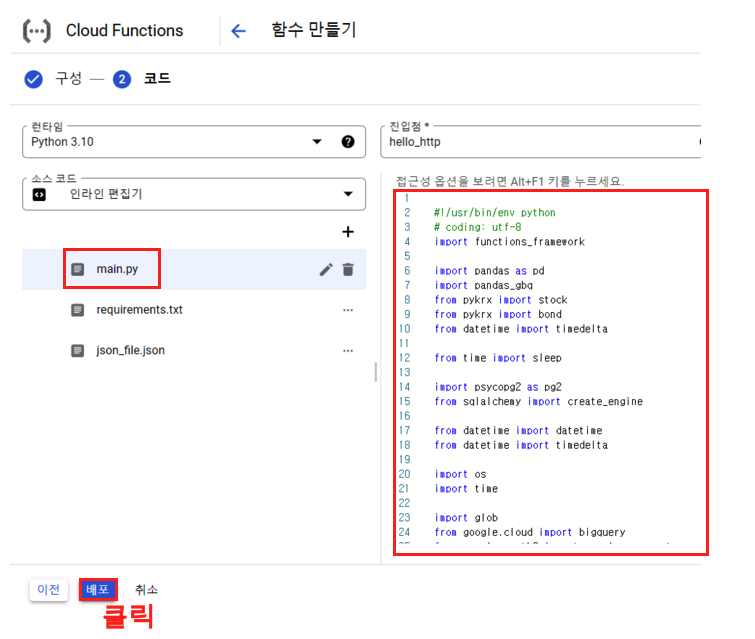 Cloud Functions
함수 만들기
구성
2
코드
런타임
Python 3.10
진입점 *
hello_http
소스 코드
인라인 편집기
접근성 옵션을 보려면 Alt+F1 키를 누르세요.
main.py
requirements.txt
json_file.json
1
2 #!/usr/bin/env python
3 # coding: utf-8
4 import functions_framework
5
6 import pandas as pd
7 import pandas_gbq
8 from pykrx import stock
9 from pykrx import bond
10 from datetime import timedelta
11
12 from time import sleep
13
14 import psycopg2 as pg2
15 from sqlalchemy import create_engine
16
17 from datetime import datetime
18 from datetime import timedelta
19
20 import os
21 import time
22
23 import glob
24 from google.cloud import bigquery
이전
배포
취소
클릭